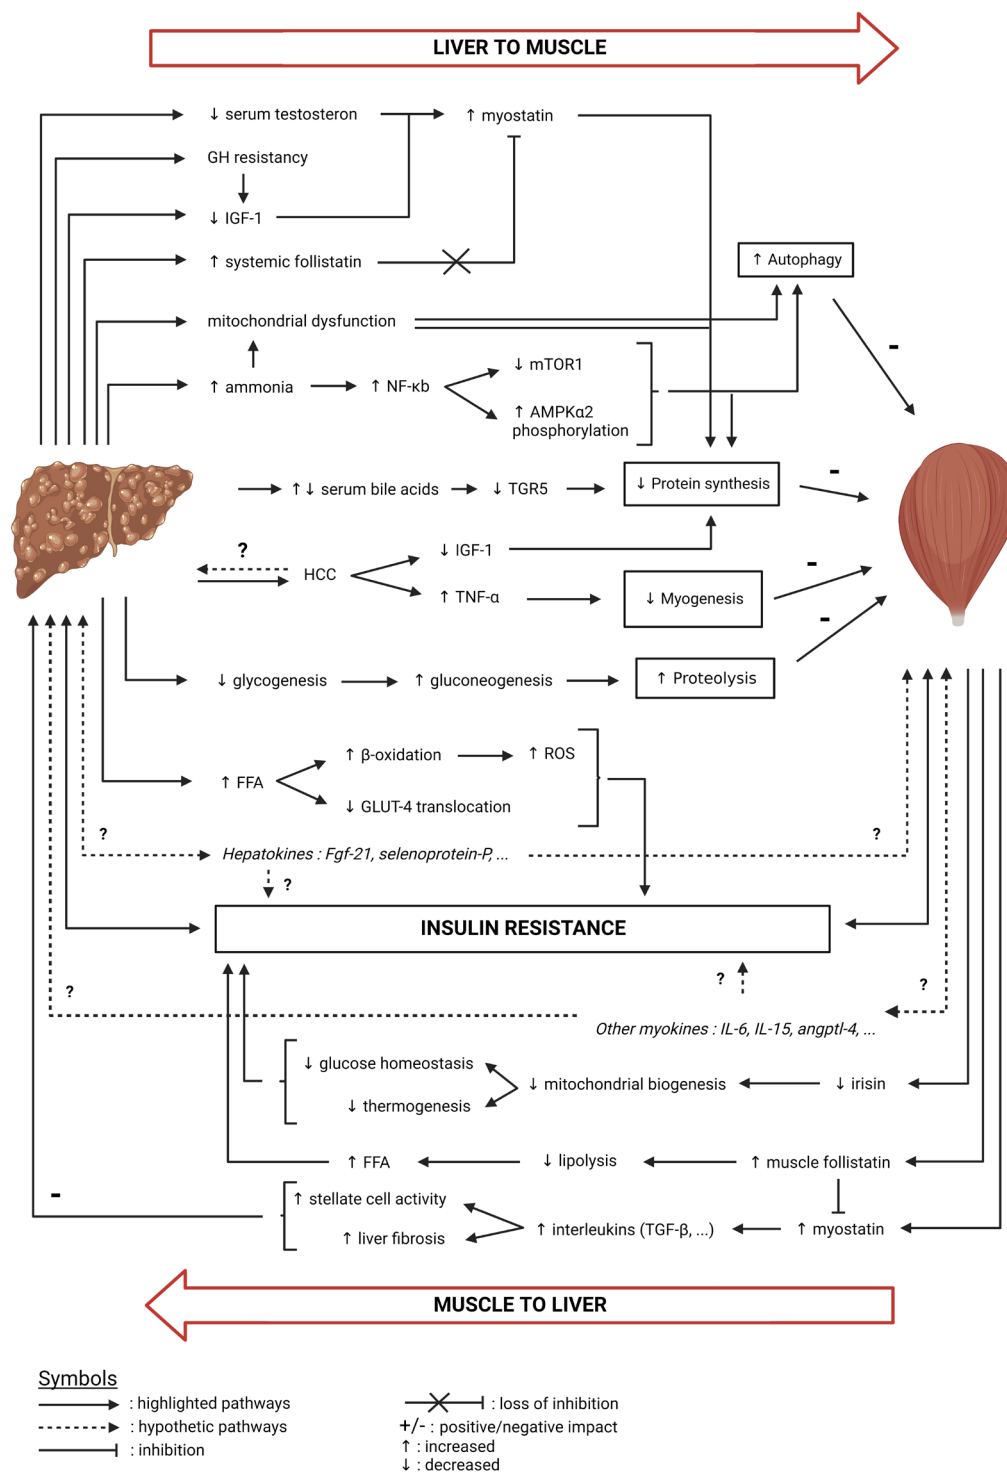 LIVER TO MUSCLE
↓ serum testosteron
↑ myostatin
GH resistancy
↓ IGF-1
↑ systemic follistatin
↑ Autophagy
mitochondrial dysfunction
-
↑ ammonia
↑ NF-κb
↓ mTOR1
↑ AMPKα2
phosphorylation
↑↓ serum bile acids
↓ TGR5
↓ Protein synthesis
-
?
HCC
↓ IGF-1
↑ TNF-α
↓ Myogenesis
-
-
↓ glycogenesis
↑ gluconeogenesis
↑ Proteolysis
↑ FFA
↑ β-oxidation
↑ ROS
↓ GLUT-4 translocation
?
?
Hepatokines : Fgf-21, selenoprotein-P, ...
?
INSULIN RESISTANCE
?
?
?
Other myokines : IL-6, IL-15, angptl-4, ...
↓ glucose homeostasis
↓ thermogenesis
↓ mitochondrial biogenesis
↓ irisin
↑ FFA
↓ lipolysis
↑ muscle follistatin
-
↑ stellate cell activity
↑ liver fibrosis
↑ interleukins (TGF-β, ...)
↑ myostatin
MUSCLE TO LIVER
Symbols
: highlighted pathways
: hypothetic pathways
: inhibition
: loss of inhibition
+/- : positive/negative impact
↑ : increased
↓ : decreased